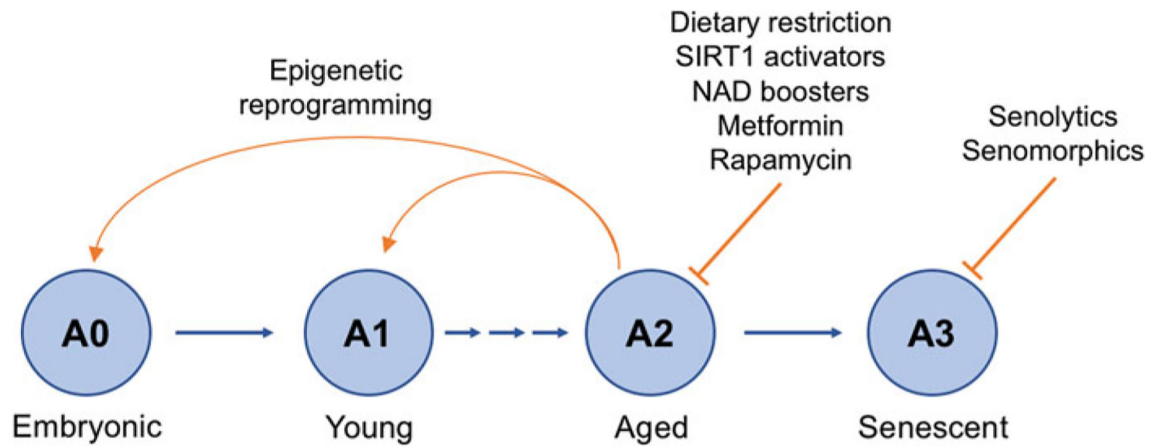 Dietary restriction
SIRT1 activators
NAD boosters
Metformin
Rapamycin
Epigenetic
reprogramming
Senolytics
Senomorphics
A0
A1
A2
A3
Embryonic
Young
Aged
Senescent